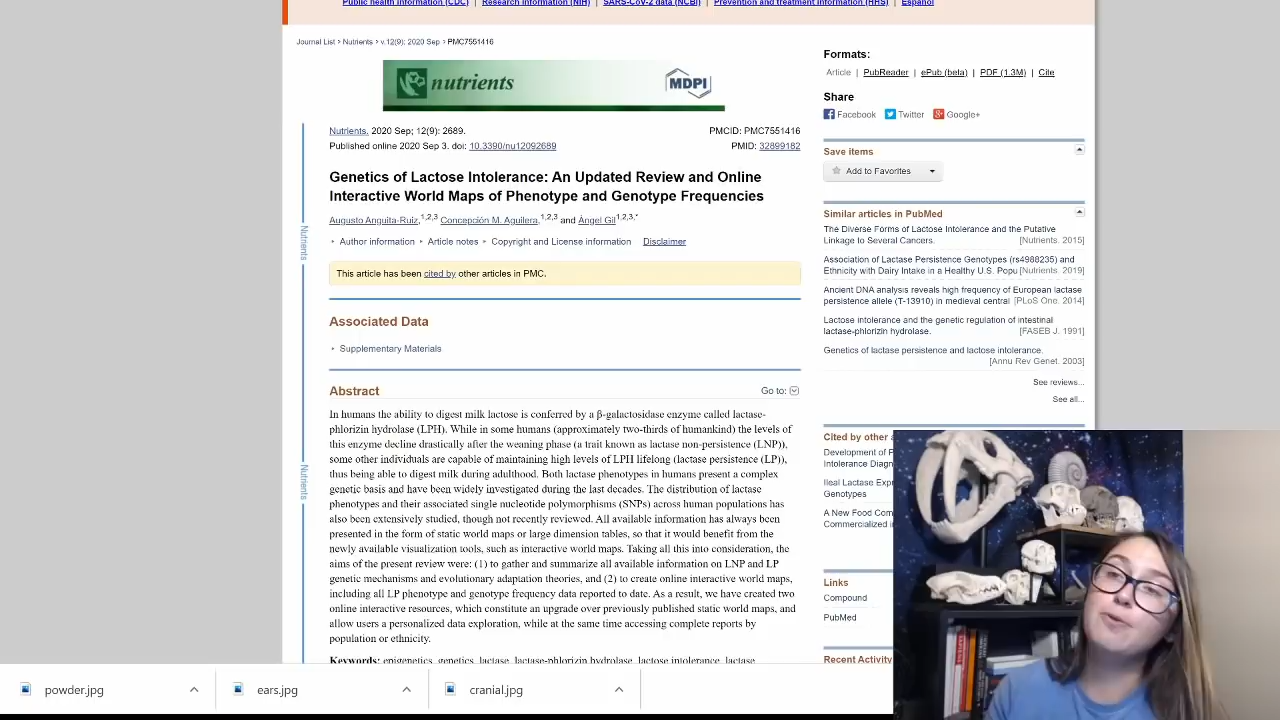 Public health information (CDC) | Research information (NIH) | SARS-CoV-2 data (NCBI) | Prevention and treatment information (HHS) | Español
Journal List > Nutrients > v.12(9); 2020 Sep > PMC7551416
nutrients
MDPI
Nutrients. 2020 Sep; 12(9): 2689.
PMCID: PMC7551416
Published online 2020 Sep 3. doi: 10.3390/nu12092689
PMID: 32899182
Genetics of Lactose Intolerance: An Updated Review and Online
Interactive World Maps of Phenotype and Genotype Frequencies
Augusto Anguita-Ruiz,1,2,3 Concepción M. Aguilera,1,2,3 and Ángel Gil1,2,3,*
Author information Article notes Copyright and License information Disclaimer
This article has been cited by other articles in PMC.
Associated Data
Supplementary Materials
Abstract
Go to:
In humans the ability to digest milk lactose is conferred by a β-galactosidase enzyme called lactase-
phlorizin hydrolase (LPH). While in some humans (approximately two-thirds of humankind) the levels of
this enzyme decline drastically after the weaning phase (a trait known as lactase non-persistence (LNP)),
some other individuals are capable of maintaining high levels of LPH lifelong (lactase persistence (LP)),
thus being able to digest milk during adulthood. Both lactase phenotypes in humans present a complex
genetic basis and have been widely investigated during the last decades. The distribution of lactase
phenotypes and their associated single nucleotide polymorphisms (SNPs) across human populations has
also been extensively studied, though not recently reviewed. All available information has always been
presented in the form of static world maps or large dimension tables, so that it would benefit from the
newly available visualization tools, such as interactive world maps. Taking all this into consideration, the
aims of the present review were: (1) to gather and summarize all available information on LNP and LP
genetic mechanisms and evolutionary adaptation theories, and (2) to create online interactive world maps,
including all LP phenotype and genotype frequency data reported to date. As a result, we have created two
online interactive resources, which constitute an upgrade over previously published static world maps, and
allow users a personalized data exploration, while at the same time accessing complete reports by
population or ethnicity.
Keywords: epigenetics, genetics, lactase, lactase-phlorizin hydrolase, lactose intolerance, lactase
Nutrients
Nutrients
Formats:
Article | PubReader | ePub (beta) | PDF (1.3M) | Cite
Share
Facebook Twitter Google+
Save items
Add to Favorites
Similar articles in PubMed
The Diverse Forms of Lactose Intolerance and the Putative
Linkage to Several Cancers. [Nutrients. 2015]
Association of Lactase Persistence Genotypes (rs4988235) and
Ethnicity with Dairy Intake in a Healthy U.S. Popu [Nutrients. 2019]
Ancient DNA analysis reveals high frequency of European lactase
persistence allele (T-13910) in medieval central [PLoS One. 2014]
Lactose intolerance and the genetic regulation of intestinal
lactase-phlorizin hydrolase. [FASEB J. 1991]
Genetics of lactase persistence and lactose intolerance.
[Annu Rev Genet. 2003]
See reviews...
See all...
Cited by other a
Development of
Intolerance Diagn
Ileal Lactase Expr
Genotypes
A New Food Com
Commercialized i
Links
Compound
PubMed
Recent Activity
powder.jpg
ears.jpg
cranial.jpg